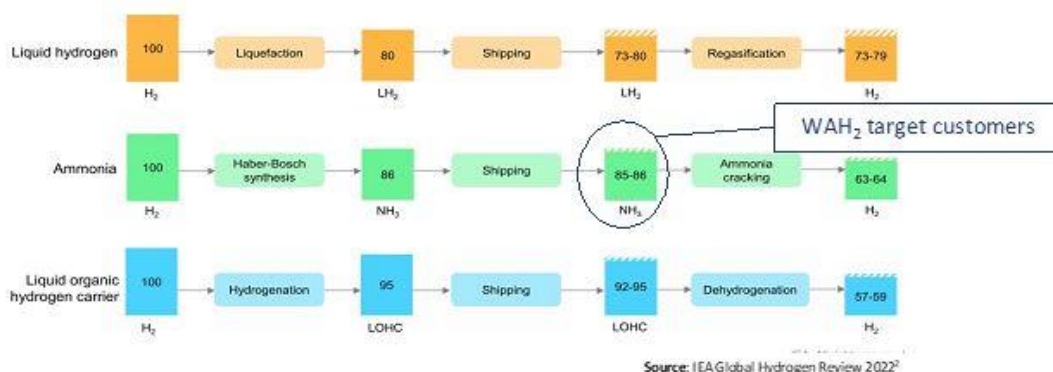 Liquid hydrogen
100
H₂
Liquefaction
80
LH₂
Shipping
73-80
LH₂
Regasification
73-79
H₂
WAH₂ target customers
Ammonia
100
H₂
Haber-Bosch
synthesis
86
NH₃
Shipping
85-86
NH₃
Ammonia
cracking
63-64
H₂
Liquid organic
hydrogen carrier
100
H₂
Hydrogenation
95
LOHC
Shipping
92-95
LOHC
Dehydrogenation
57-59
H₂
Source: IEA Global Hydrogen Review 2022²